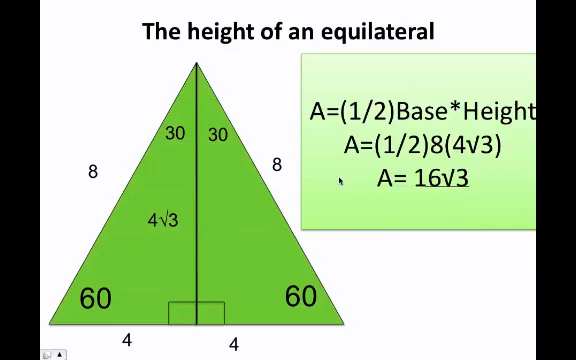 The height of an equilateral
A=(1/2)Base*Height
A=(1/2)8(4√3)
A= 16√3
30 30
8 8
4√3
60 60
4 4